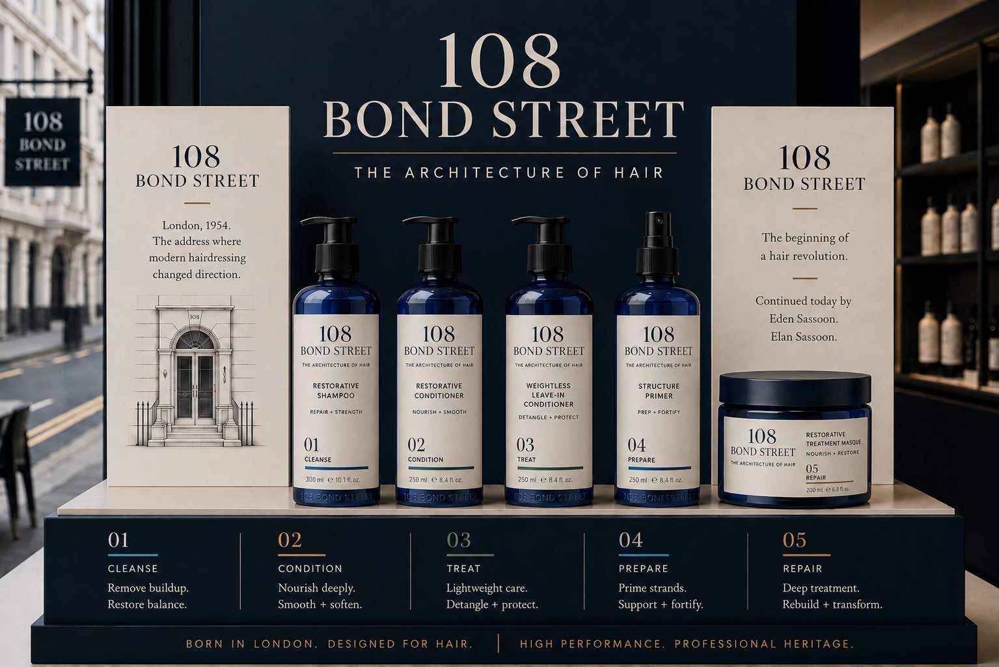 108
BOND STREET
THE ARCHITECTURE OF HAIR
108
BOND
STREET
108
BOND STREET
London, 1954.
The address where
modern hairdressing
changed direction.
108
108
BOND STREET
The beginning of
a hair revolution.
Continued today by
Eden Sassoon.
Elan Sassoon.
108
BOND STREET
THE ARCHITECTURE OF HAIR
RESTORATIVE
SHAMPOO
REPAIR + STRENGTH
01
CLEANSE
300 ml ℮ 10.1 fl. oz.
108 BOND STREET
108
BOND STREET
THE ARCHITECTURE OF HAIR
RESTORATIVE
CONDITIONER
NOURISH + SMOOTH
02
CONDITION
250 ml ℮ 8.4 fl. oz.
108 BOND STREET
108
BOND STREET
THE ARCHITECTURE OF HAIR
WEIGHTLESS
LEAVE-IN
CONDITIONER
DETANGLE + PROTECT
03
TREAT
250 ml ℮ 8.4 fl. oz.
108 BOND STREET
108
BOND STREET
THE ARCHITECTURE OF HAIR
STRUCTURE
PRIMER
PREP + FORTIFY
04
PREPARE
250 ml ℮ 8.4 fl. oz.
108
BOND STREET
THE ARCHITECTURE OF HAIR
RESTORATIVE
TREATMENT MASQUE
NOURISH + RESTORE
05
REPAIR
200 ml ℮ 6.8 fl. oz.
01
CLEANSE
Remove buildup.
Restore balance.
02
CONDITION
Nourish deeply.
Smooth + soften.
03
TREAT
Lightweight care.
Detangle + protect.
04
PREPARE
Prime strands.
Support + fortify.
05
REPAIR
Deep treatment.
Rebuild + transform.
BORN IN LONDON. DESIGNED FOR HAIR. | HIGH PERFORMANCE. PROFESSIONAL HERITAGE.